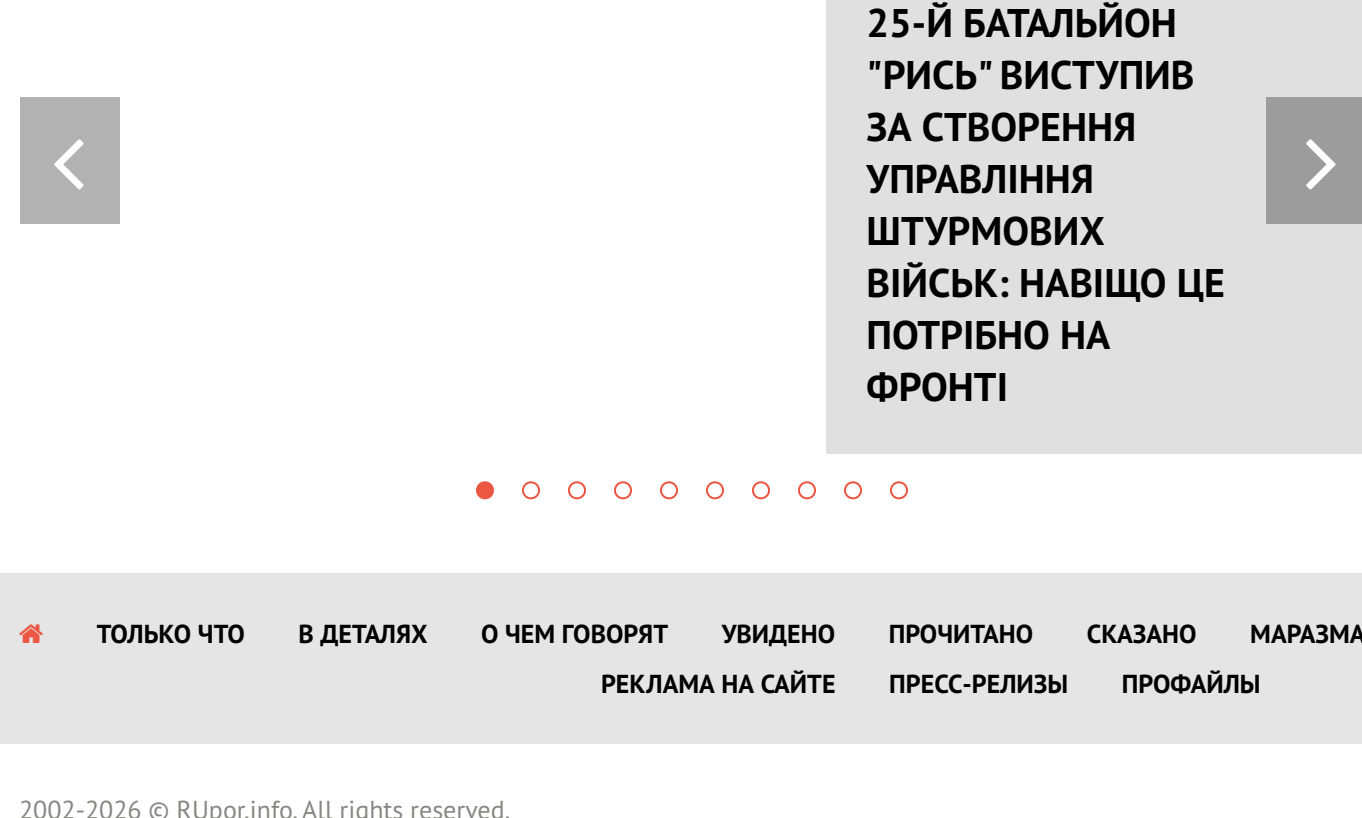 25-Й БАТАЛЬЙОН
"РИСЬ" ВИСТУПИВ
ЗА СТВОРЕННЯ
УПРАВЛІННЯ
ШТУРМОВИХ
ВІЙСЬК: НАВІЩО ЦЕ
ПОТРІБНО НА
ФРОНТІ
ТОЛЬКО ЧТО В ДЕТАЛЯХ О ЧЕМ ГОВОРЯТ УВИДЕНО ПРОЧИТАНО СКАЗАНО МАРАЗМА
РЕКЛАМА НА САЙТЕ ПРЕСС-РЕЛИЗЫ ПРОФАЙЛЫ
2002-2026 © RUpor.info. All rights reserved.